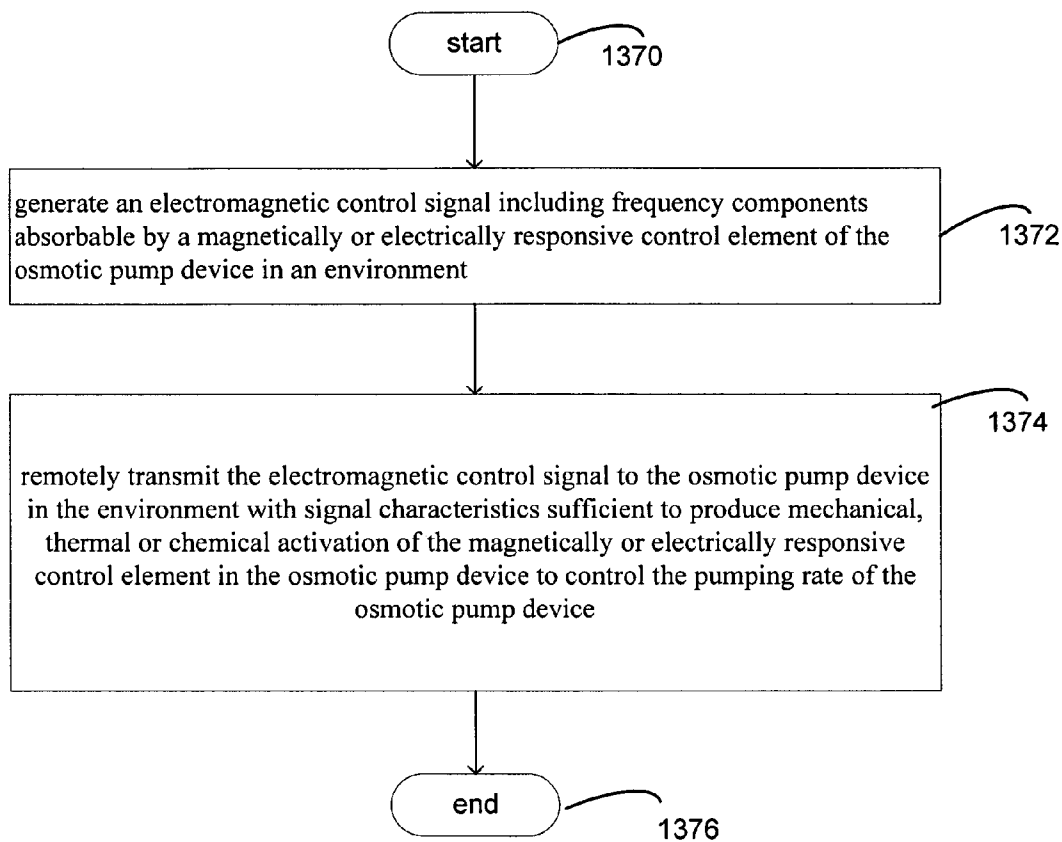 start
1370
generate an electromagnetic control signal including frequency components
absorbable by a magnetically or electrically responsive control element of the
osmotic pump device in an environment
1372
1374
remotely transmit the electromagnetic control signal to the osmotic pump device
in the environment with signal characteristics sufficient to produce mechanical,
thermal or chemical activation of the magnetically or electrically responsive
control element in the osmotic pump device to control the pumping rate of the
osmotic pump device
end
1376